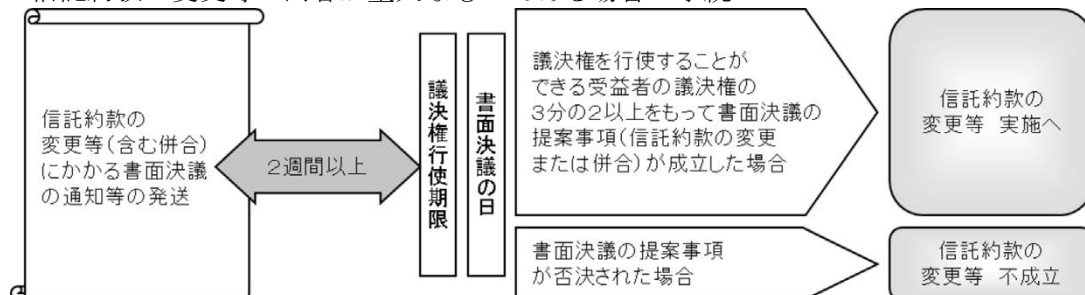 信託約款の
変更等(含む併合)
にかかる書面決議
の通知等の発送
2週間以上
議決権行使期限
書面決議の日
議決権を行使することが
できる受益者の議決権の
3分の2以上をもって書面決議の
提案事項(信託約款の変更
または併合)が成立した場合
信託約款の
変更等 実施へ
書面決議の提案事項
が否決された場合
信託約款の
変更等 不成立